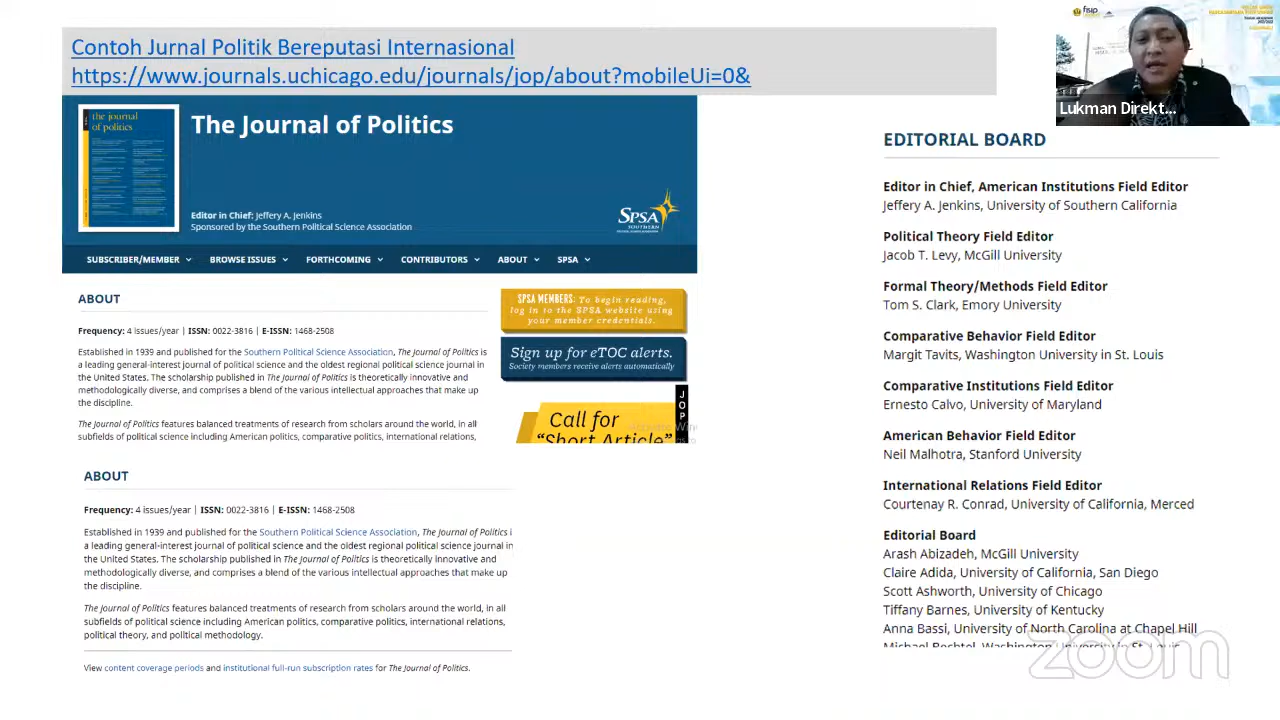 Contoh Jurnal Politik Bereputasi Internasional
https://www.journals.uchicago.edu/journals/jop/about?mobileUi=0&
the journal
of politics
The Journal of Politics
Editor in Chief: Jeffery A. Jenkins
Sponsored by the Southern Political Science Association
SPSA
SUBSCRIBER/MEMBER BROWSE ISSUES FORTHCOMING CONTRIBUTORS ABOUT SPSA
ABOUT
Frequency: 4 issues/year | ISSN: 0022-3816 | E-ISSN: 1468-2508
Established in 1939 and published for the Southern Political Science Association, The Journal of Politics is
a leading general-interest journal of political science and the oldest regional political science journal in
the United States. The scholarship published in The Journal of Politics is theoretically innovative and
methodologically diverse, and comprises a blend of the various intellectual approaches that make up
the discipline.
The Journal of Politics features balanced treatments of research from scholars around the world, in all
subfields of political science including American politics, comparative politics, international relations,
SPSA MEMBERS: To begin reading,
log in to the SPSA website using
your member credentials.
Sign up for eTOC alerts.
Society members receive alerts automatically
Call for
"Short Article"
JOP
ABOUT
Frequency: 4 issues/year | ISSN: 0022-3816 | E-ISSN: 1468-2508
Established in 1939 and published for the Southern Political Science Association, The Journal of Politics i
a leading general-interest journal of political science and the oldest regional political science journal in
the United States. The scholarship published in The Journal of Politics is theoretically innovative and
methodologically diverse, and comprises a blend of the various intellectual approaches that make up
the discipline.
The Journal of Politics features balanced treatments of research from scholars around the world, in all
subfields of political science including American politics, comparative politics, international relations,
political theory, and political methodology.
View content coverage periods and institutional full-run subscription rates for The Journal of Politics.
fisip
Lukman Direkt...
EDITORIAL BOARD
Editor in Chief, American Institutions Field Editor
Jeffery A. Jenkins, University of Southern California
Political Theory Field Editor
Jacob T. Levy, McGill University
Formal Theory/Methods Field Editor
Tom S. Clark, Emory University
Comparative Behavior Field Editor
Margit Tavits, Washington University in St. Louis
Comparative Institutions Field Editor
Ernesto Calvo, University of Maryland
American Behavior Field Editor
Neil Malhotra, Stanford University
International Relations Field Editor
Courtenay R. Conrad, University of California, Merced
Editorial Board
Arash Abizadeh, McGill University
Claire Adida, University of California, San Diego
Scott Ashworth, University of Chicago
Tiffany Barnes, University of Kentucky
Anna Bassi, University of North Carolina at Chapel Hill
Michael Bechtel, Washington University in St. Louis
zoom